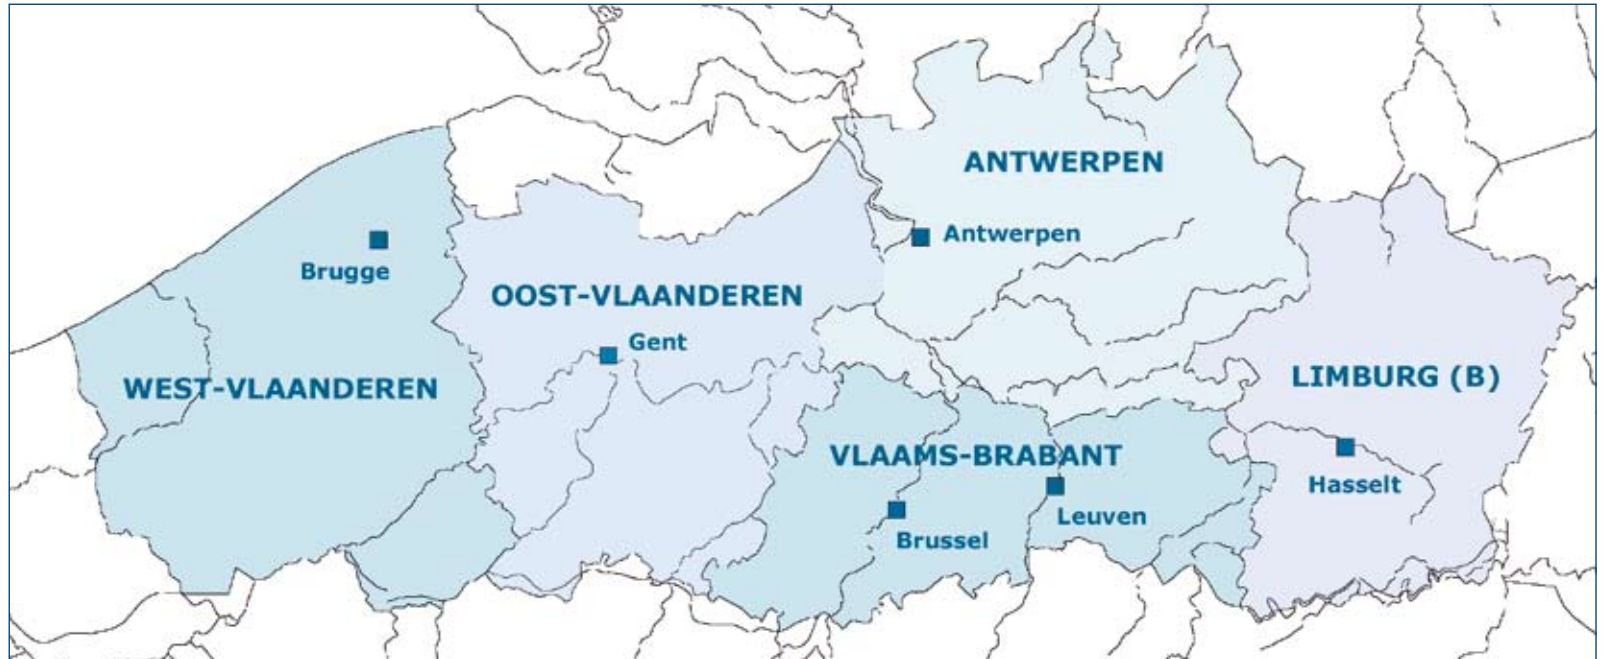 ANTWERPEN
Antwerpen
Brugge
OOST-VLAANDEREN
Gent
WEST-VLAANDEREN
LIMBURG (B)
VLAAMS-BRABANT
Hasselt
Leuven
Brussel